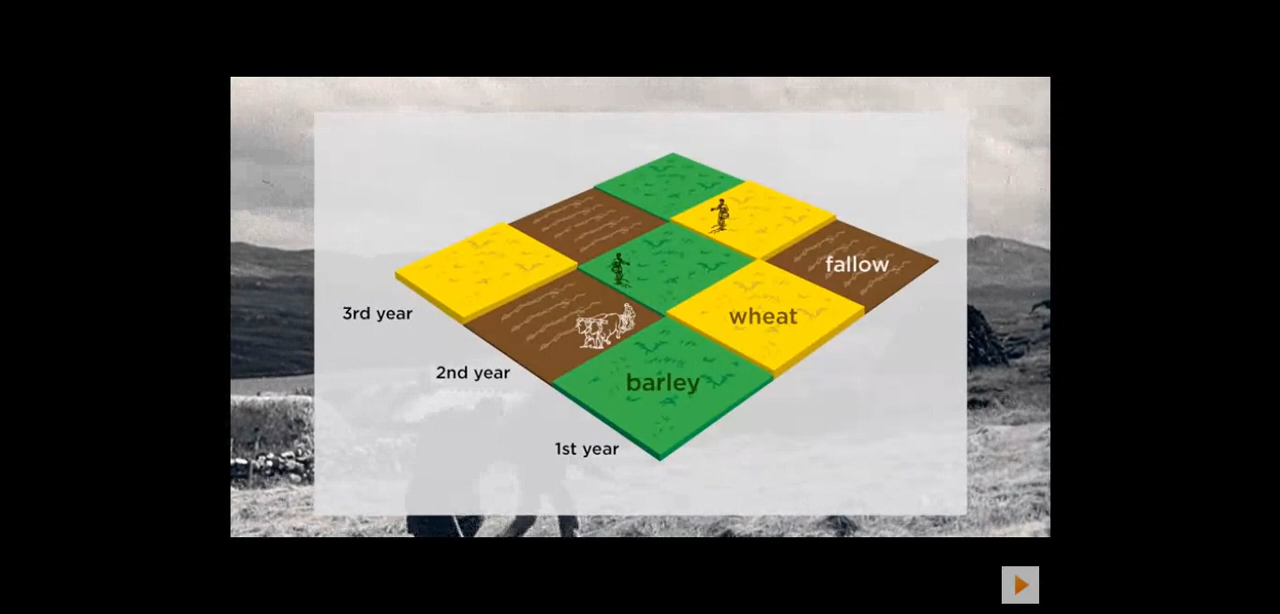 fallow
wheat
3rd year
2nd year
barley
1st year